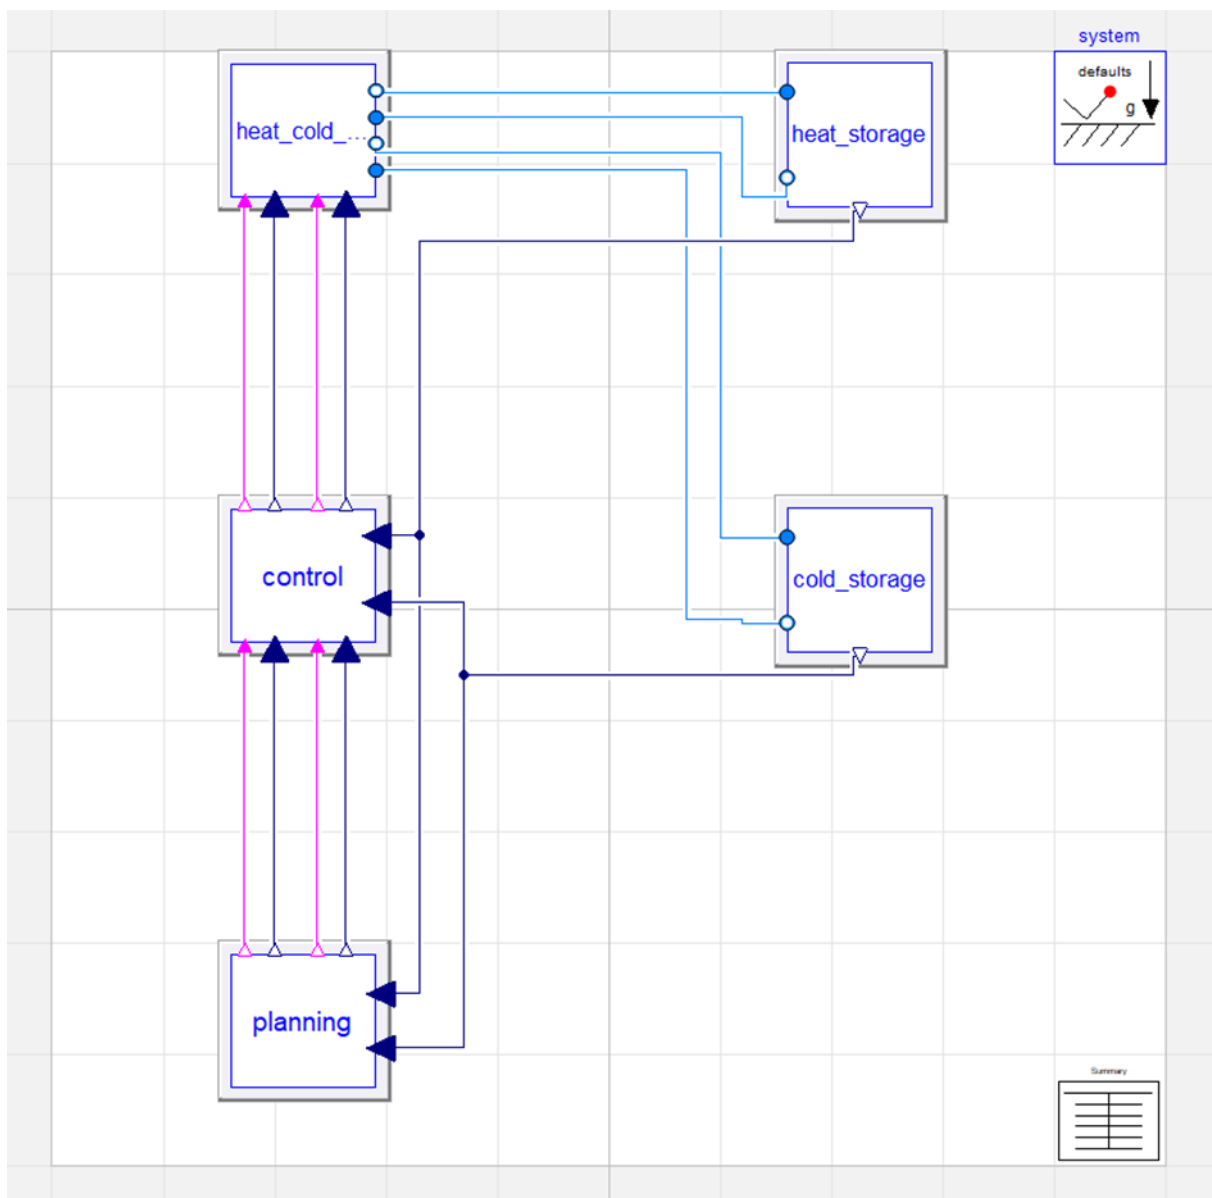 system
defaults
g
heat_cold_...
heat_storage
control
cold_storage
planning
Summary